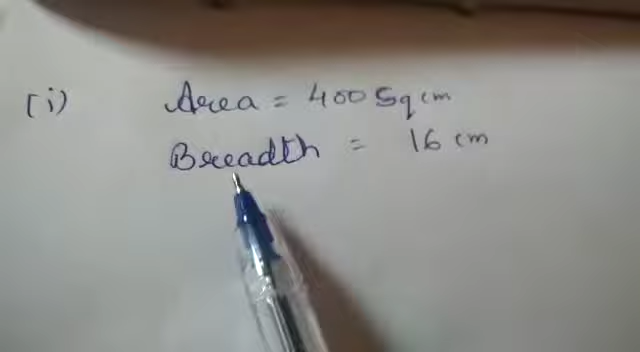 (i) Area = 400 Sq cm
Breadth = 16 cm